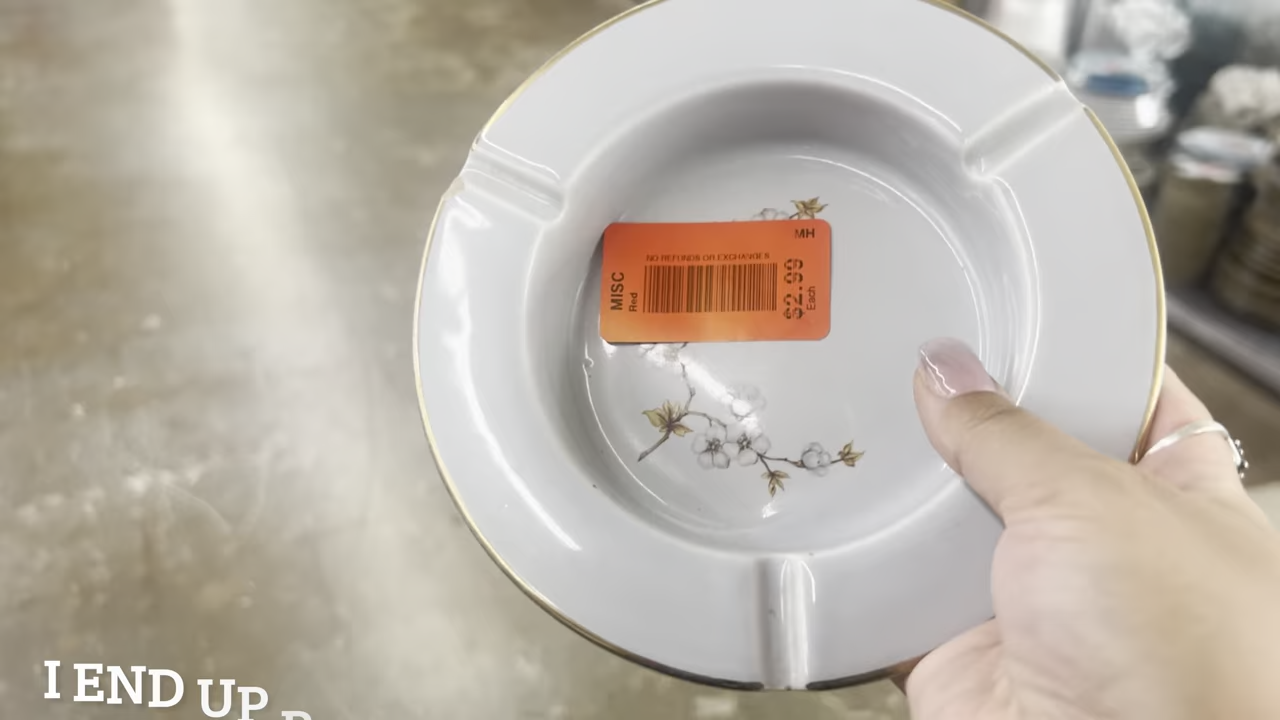 MH
NO REFUNDS OR EXCHANGES
MISC
Red
$2.99
Each
I END UP